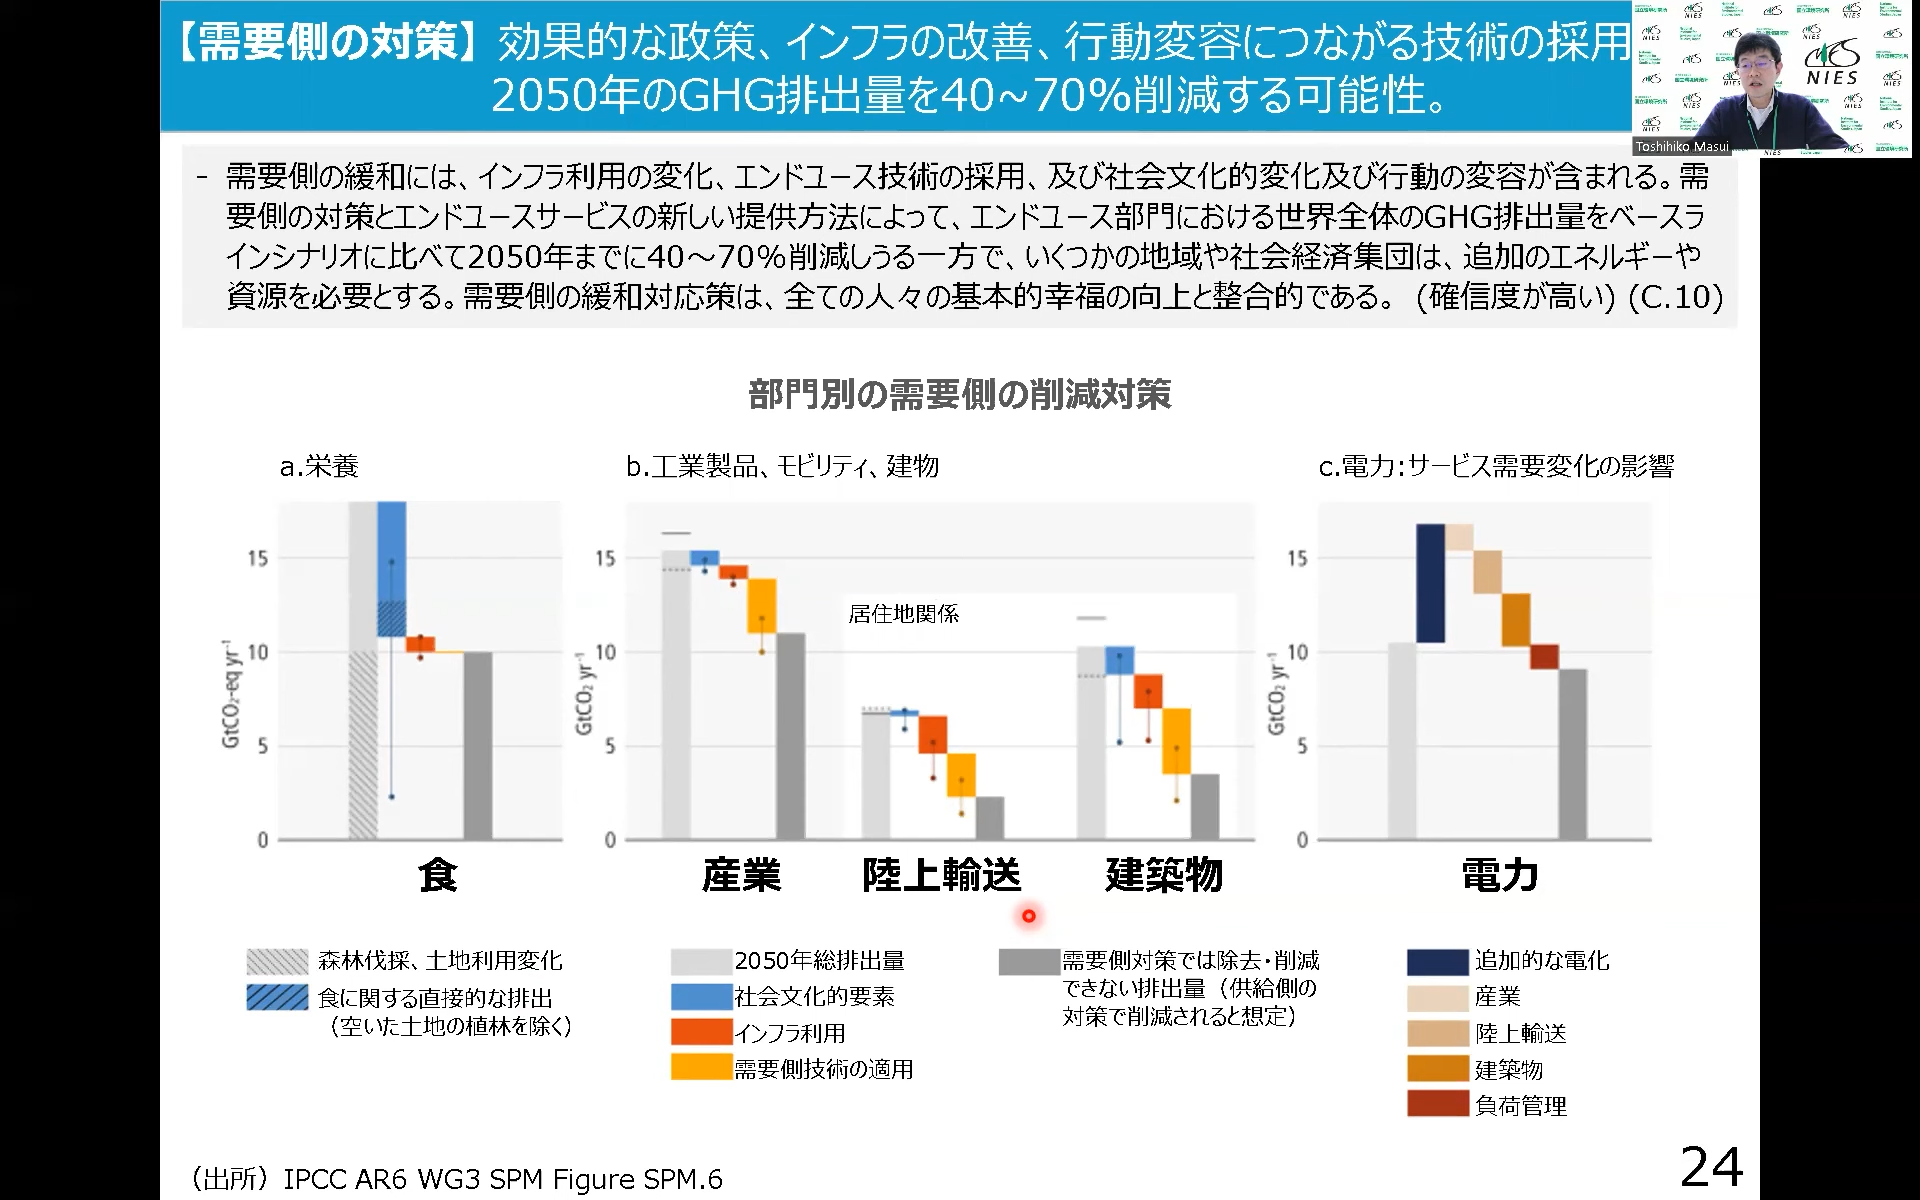 【需要側の対策】効果的な政策、インフラの改善、行動変容につながる技術の採用
2050年のGHG排出量を40~70%削減する可能性。
NIES
Toshihiko Masui
- 需要側の緩和には、インフラ利用の変化、エンドユース技術の採用、及び社会文化的変化及び行動の変容が含まれる。需
要側の対策とエンドユースサービスの新しい提供方法によって、エンドユース部門における世界全体のGHG排出量をベースラ
インシナリオに比べて2050年までに40～70%削減しうる一方で、いくつかの地域や社会経済集団は、追加のエネルギーや
資源を必要とする。需要側の緩和対応策は、全ての人々の基本的幸福の向上と整合的である。 (確信度が高い) (C.10)
部門別の需要側の削減対策
a.栄養
GtCO₂-eq yr⁻¹
15
10
5
0
食
b.工業製品、モビリティ、建物
GtCO₂ yr⁻¹
15
10
5
0
居住地関係
産業
陸上輸送
建築物
c.電力:サービス需要変化の影響
GtCO₂ yr⁻¹
15
10
5
0
電力
森林伐採、土地利用変化
食に関する直接的な排出
（空いた土地の植林を除く）
2050年総排出量
社会文化的要素
インフラ利用
需要側技術の適用
需要側対策では除去・削減
できない排出量（供給側の
対策で削減されると想定）
追加的な電化
産業
陸上輸送
建築物
負荷管理
（出所）IPCC AR6 WG3 SPM Figure SPM.6
24